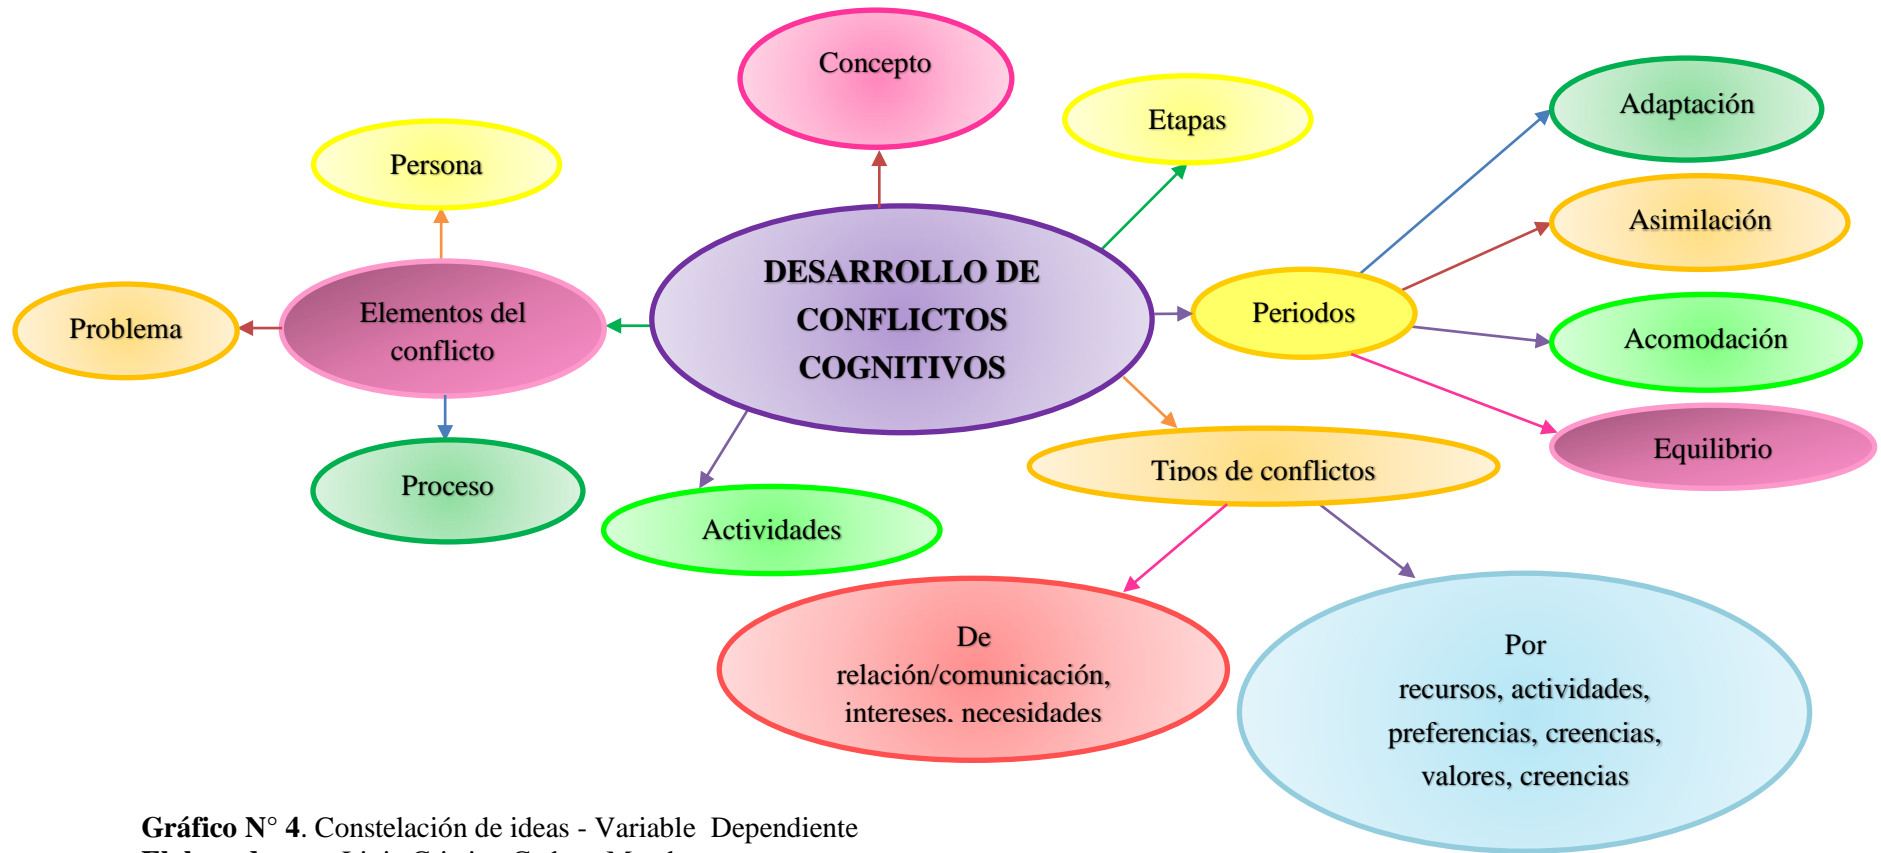 Concepto
Etapas
Adaptación
Persona
Asimilación
DESARROLLO DE
CONFLICTOS
COGNITIVOS
Elementos del
conflicto
Problema
Periodos
Acomodación
Equilibrio
Tipos de conflictos
Proceso
Actividades
De
relación/comunicación,
intereses, necesidades
Por
recursos, actividades,
preferencias, creencias,
valores, creencias
Gráfico N° 4. Constelación de ideas - Variable Dependiente